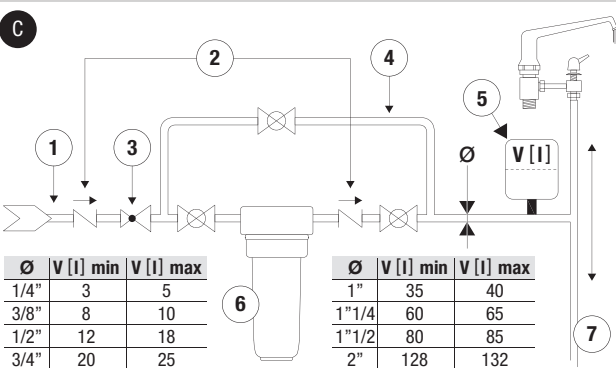 C
2
4
5
1
3
Ø
V [l]
Ø V [l] min V [l] max
1/4” 3 5
3/8” 8 10
1/2” 12 18
3/4” 20 25
6
Ø V [l] min V [l] max
1” 35 40
1”1/4 60 65
1”1/2 80 85
2” 128 132
7